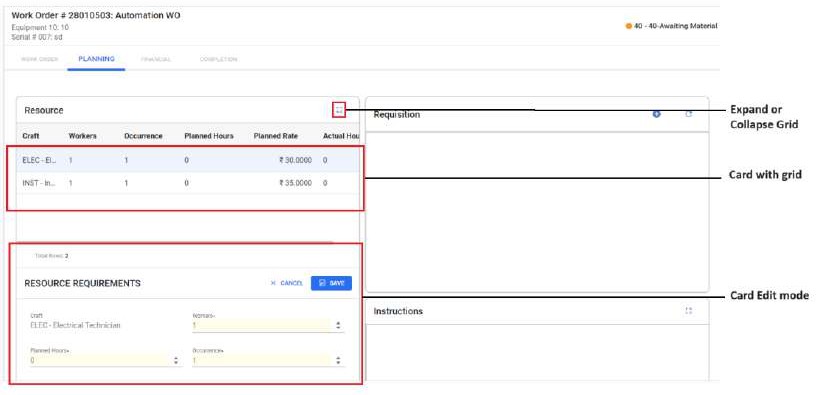 Work Order # 28010503: Automation WO
Equipment 10: 10
Serial # 007: sd
40 - 40-Awaiting Material
WORK ORDER PLANNING FINANCIAL COMPLETION
Resource
Requisition
Expand or
Collapse Grid
Craft Workers Occurrence Planned Hours Planned Rate Actual Hou
ELEC - El... 1 1 0 ₹ 30.0000 0
INST - In... 1 1 0 ₹ 35.0000 0
Card with grid
Total Rows: 2
RESOURCE REQUIREMENTS × CANCEL SAVE
Card Edit mode
Instructions
Craft Workers*
ELEC - Electrical Technician 1
Planned Hours* Occurrence*
0 1